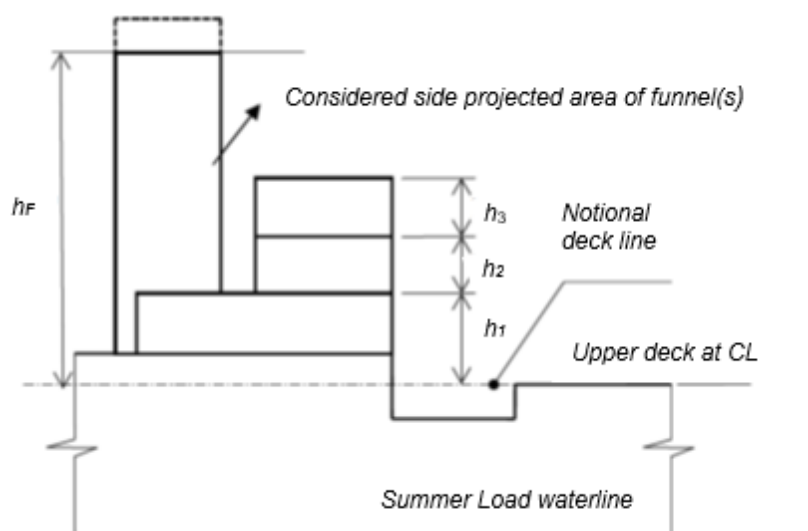 Considered side projected area of funnel(s)
hF
h3
Notional
deck line
h2
h1
Upper deck at CL
Summer Load waterline